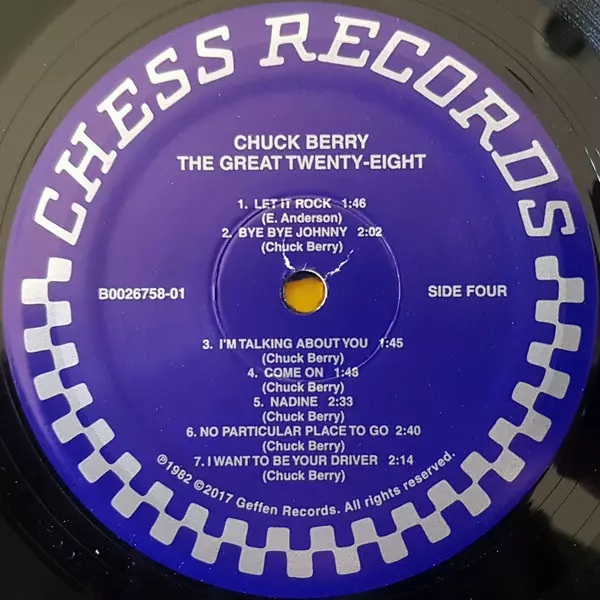 CHESS RECORDS
CHUCK BERRY
THE GREAT TWENTY-EIGHT
1. LET IT ROCK 1:46
(E. Anderson)
2. BYE BYE JOHNNY 2:02
(Chuck Berry)
B0026758-01
SIDE FOUR
3. I'M TALKING ABOUT YOU 1:45
(Chuck Berry)
4. COME ON 1:48
(Chuck Berry)
5. NADINE 2:33
(Chuck Berry)
6. NO PARTICULAR PLACE TO GO 2:40
(Chuck Berry)
7. I WANT TO BE YOUR DRIVER 2:14
(Chuck Berry)
℗1982 ©2017 Geffen Records. All rights reserved.